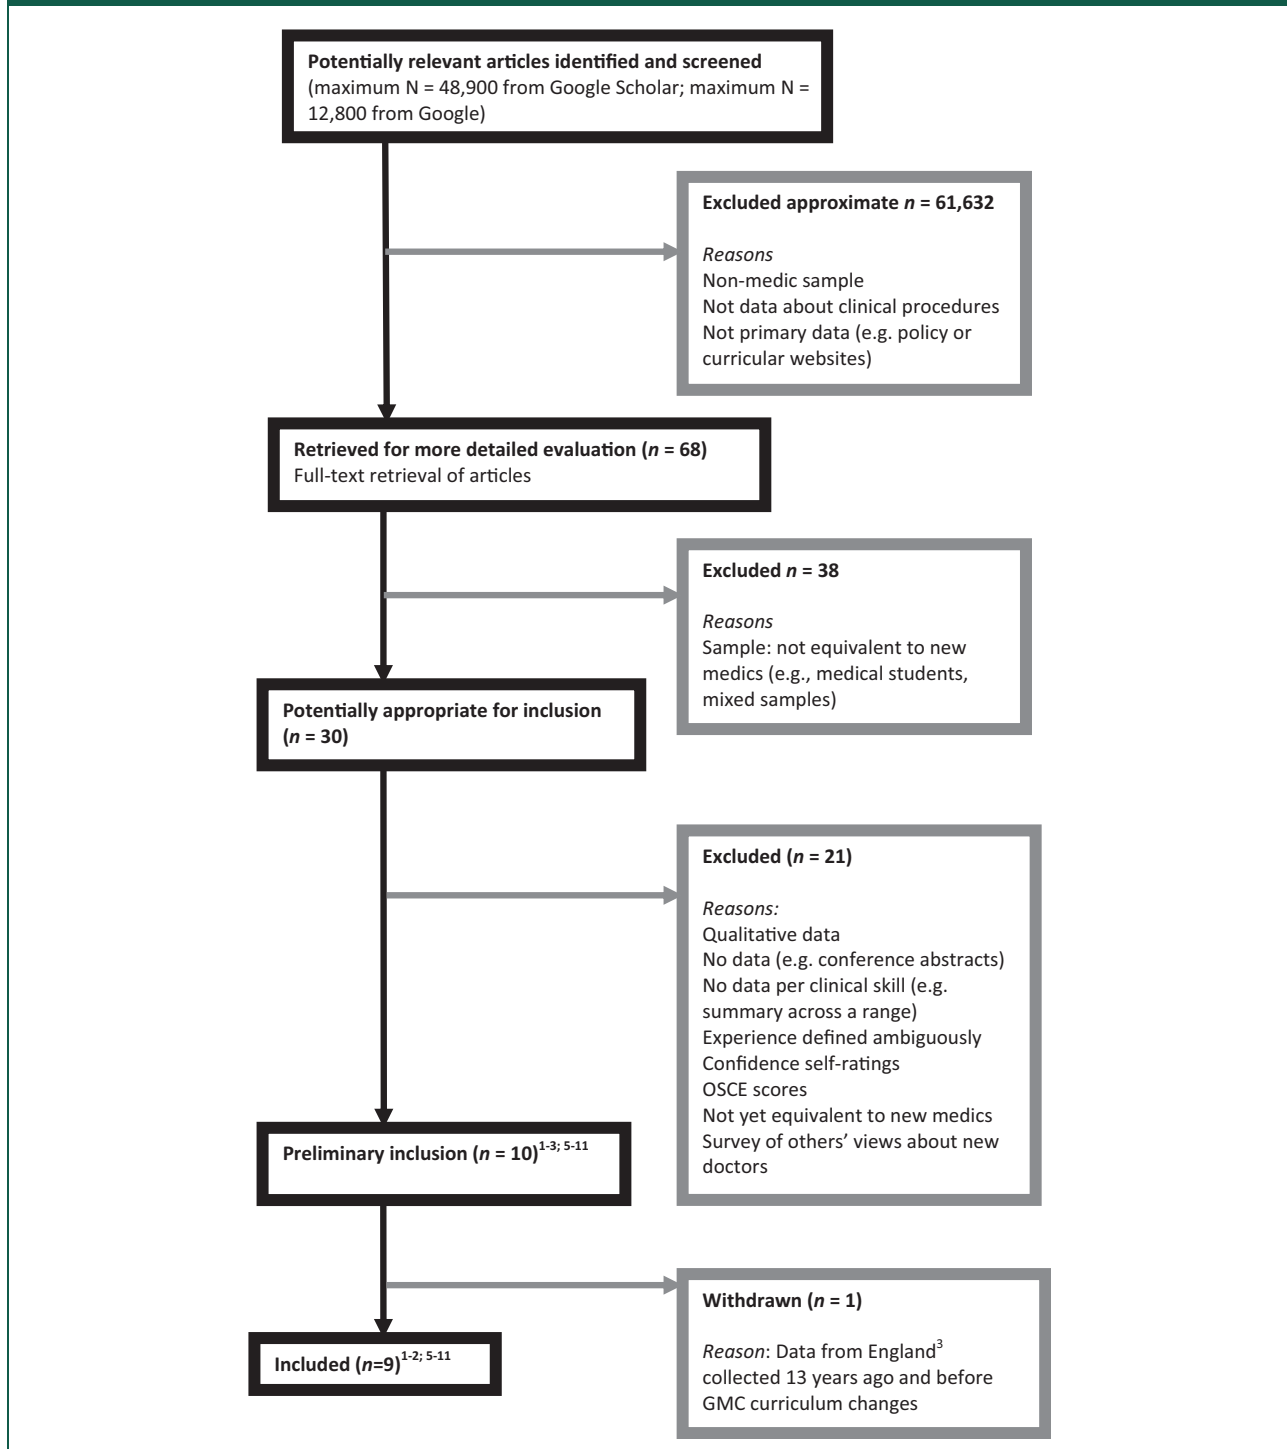 Potentially relevant articles identified and screened
(maximum N = 48,900 from Google Scholar; maximum N =
12,800 from Google)
Excluded approximate n = 61,632
Reasons
Non-medic sample
Not data about clinical procedures
Not primary data (e.g. policy or
curricular websites)
Retrieved for more detailed evaluation (n = 68)
Full-text retrieval of articles
Excluded n = 38
Reasons
Sample: not equivalent to new
medics (e.g., medical students,
mixed samples)
Potentially appropriate for inclusion
(n = 30)
Excluded (n = 21)
Reasons:
Qualitative data
No data (e.g. conference abstracts)
No data per clinical skill (e.g.
summary across a range)
Experience defined ambiguously
Confidence self-ratings
OSCE scores
Not yet equivalent to new medics
Survey of others’ views about new
doctors
Preliminary inclusion (n = 10)1-3; 5-11
Withdrawn (n = 1)
Reason: Data from England3
collected 13 years ago and before
GMC curriculum changes
Included (n=9)1-2; 5-11